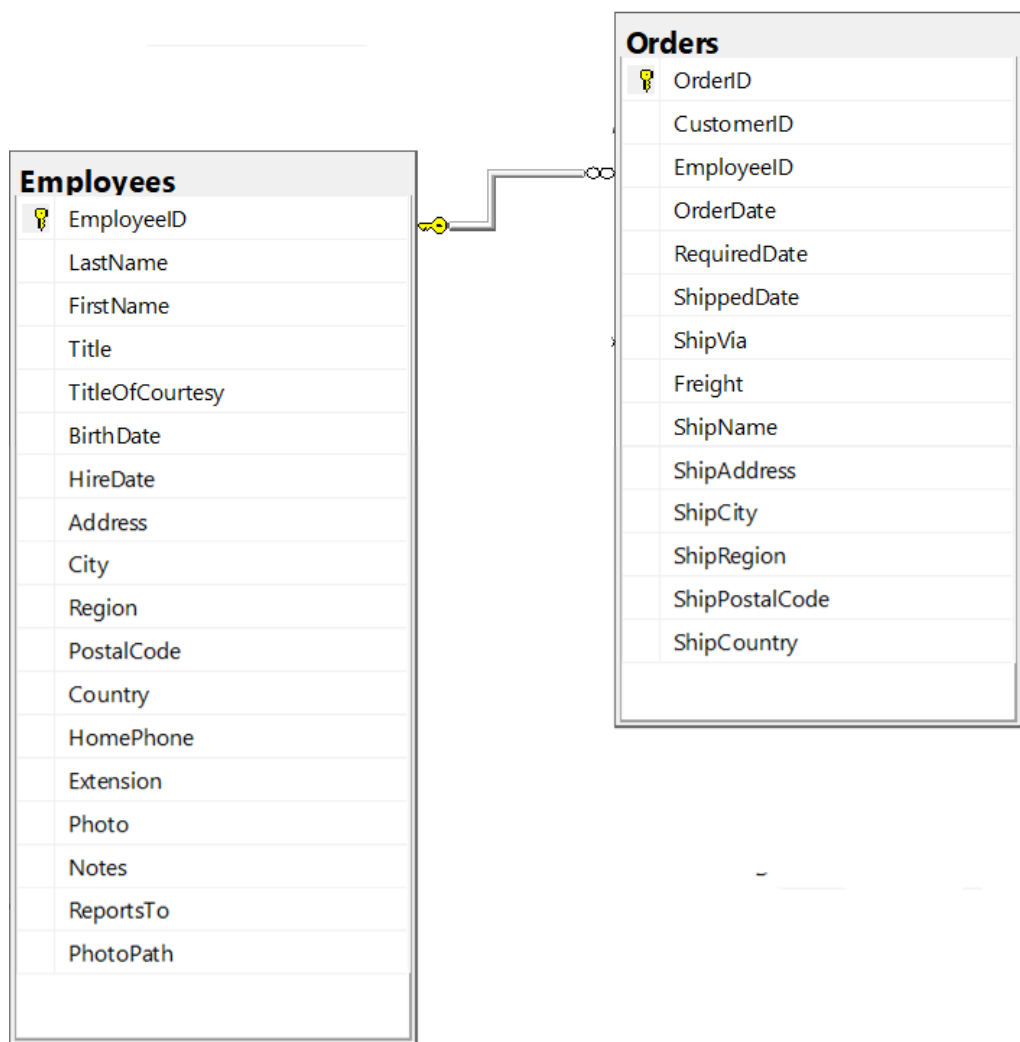 Employees
EmployeeID
LastName
FirstName
Title
TitleOfCourtesy
BirthDate
HireDate
Address
City
Region
PostalCode
Country
HomePhone
Extension
Photo
Notes
ReportsTo
PhotoPath
Orders
OrderID
CustomerID
EmployeeID
OrderDate
RequiredDate
ShippedDate
ShipVia
Freight
ShipName
ShipAddress
ShipCity
ShipRegion
ShipPostalCode
ShipCountry